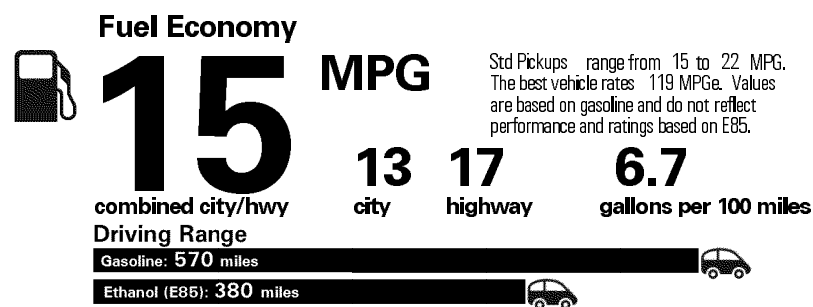 Fuel Economy
15 MPG
Std Pickups range from 15 to 22 MPG.
The best vehicle rates 119 MPGe. Values
are based on gasoline and do not reflect
performance and ratings based on E85.
combined city/hwy
13
city
17
highway
6.7
gallons per 100 miles
Driving Range
Gasoline: 570 miles
Ethanol (E85): 380 miles